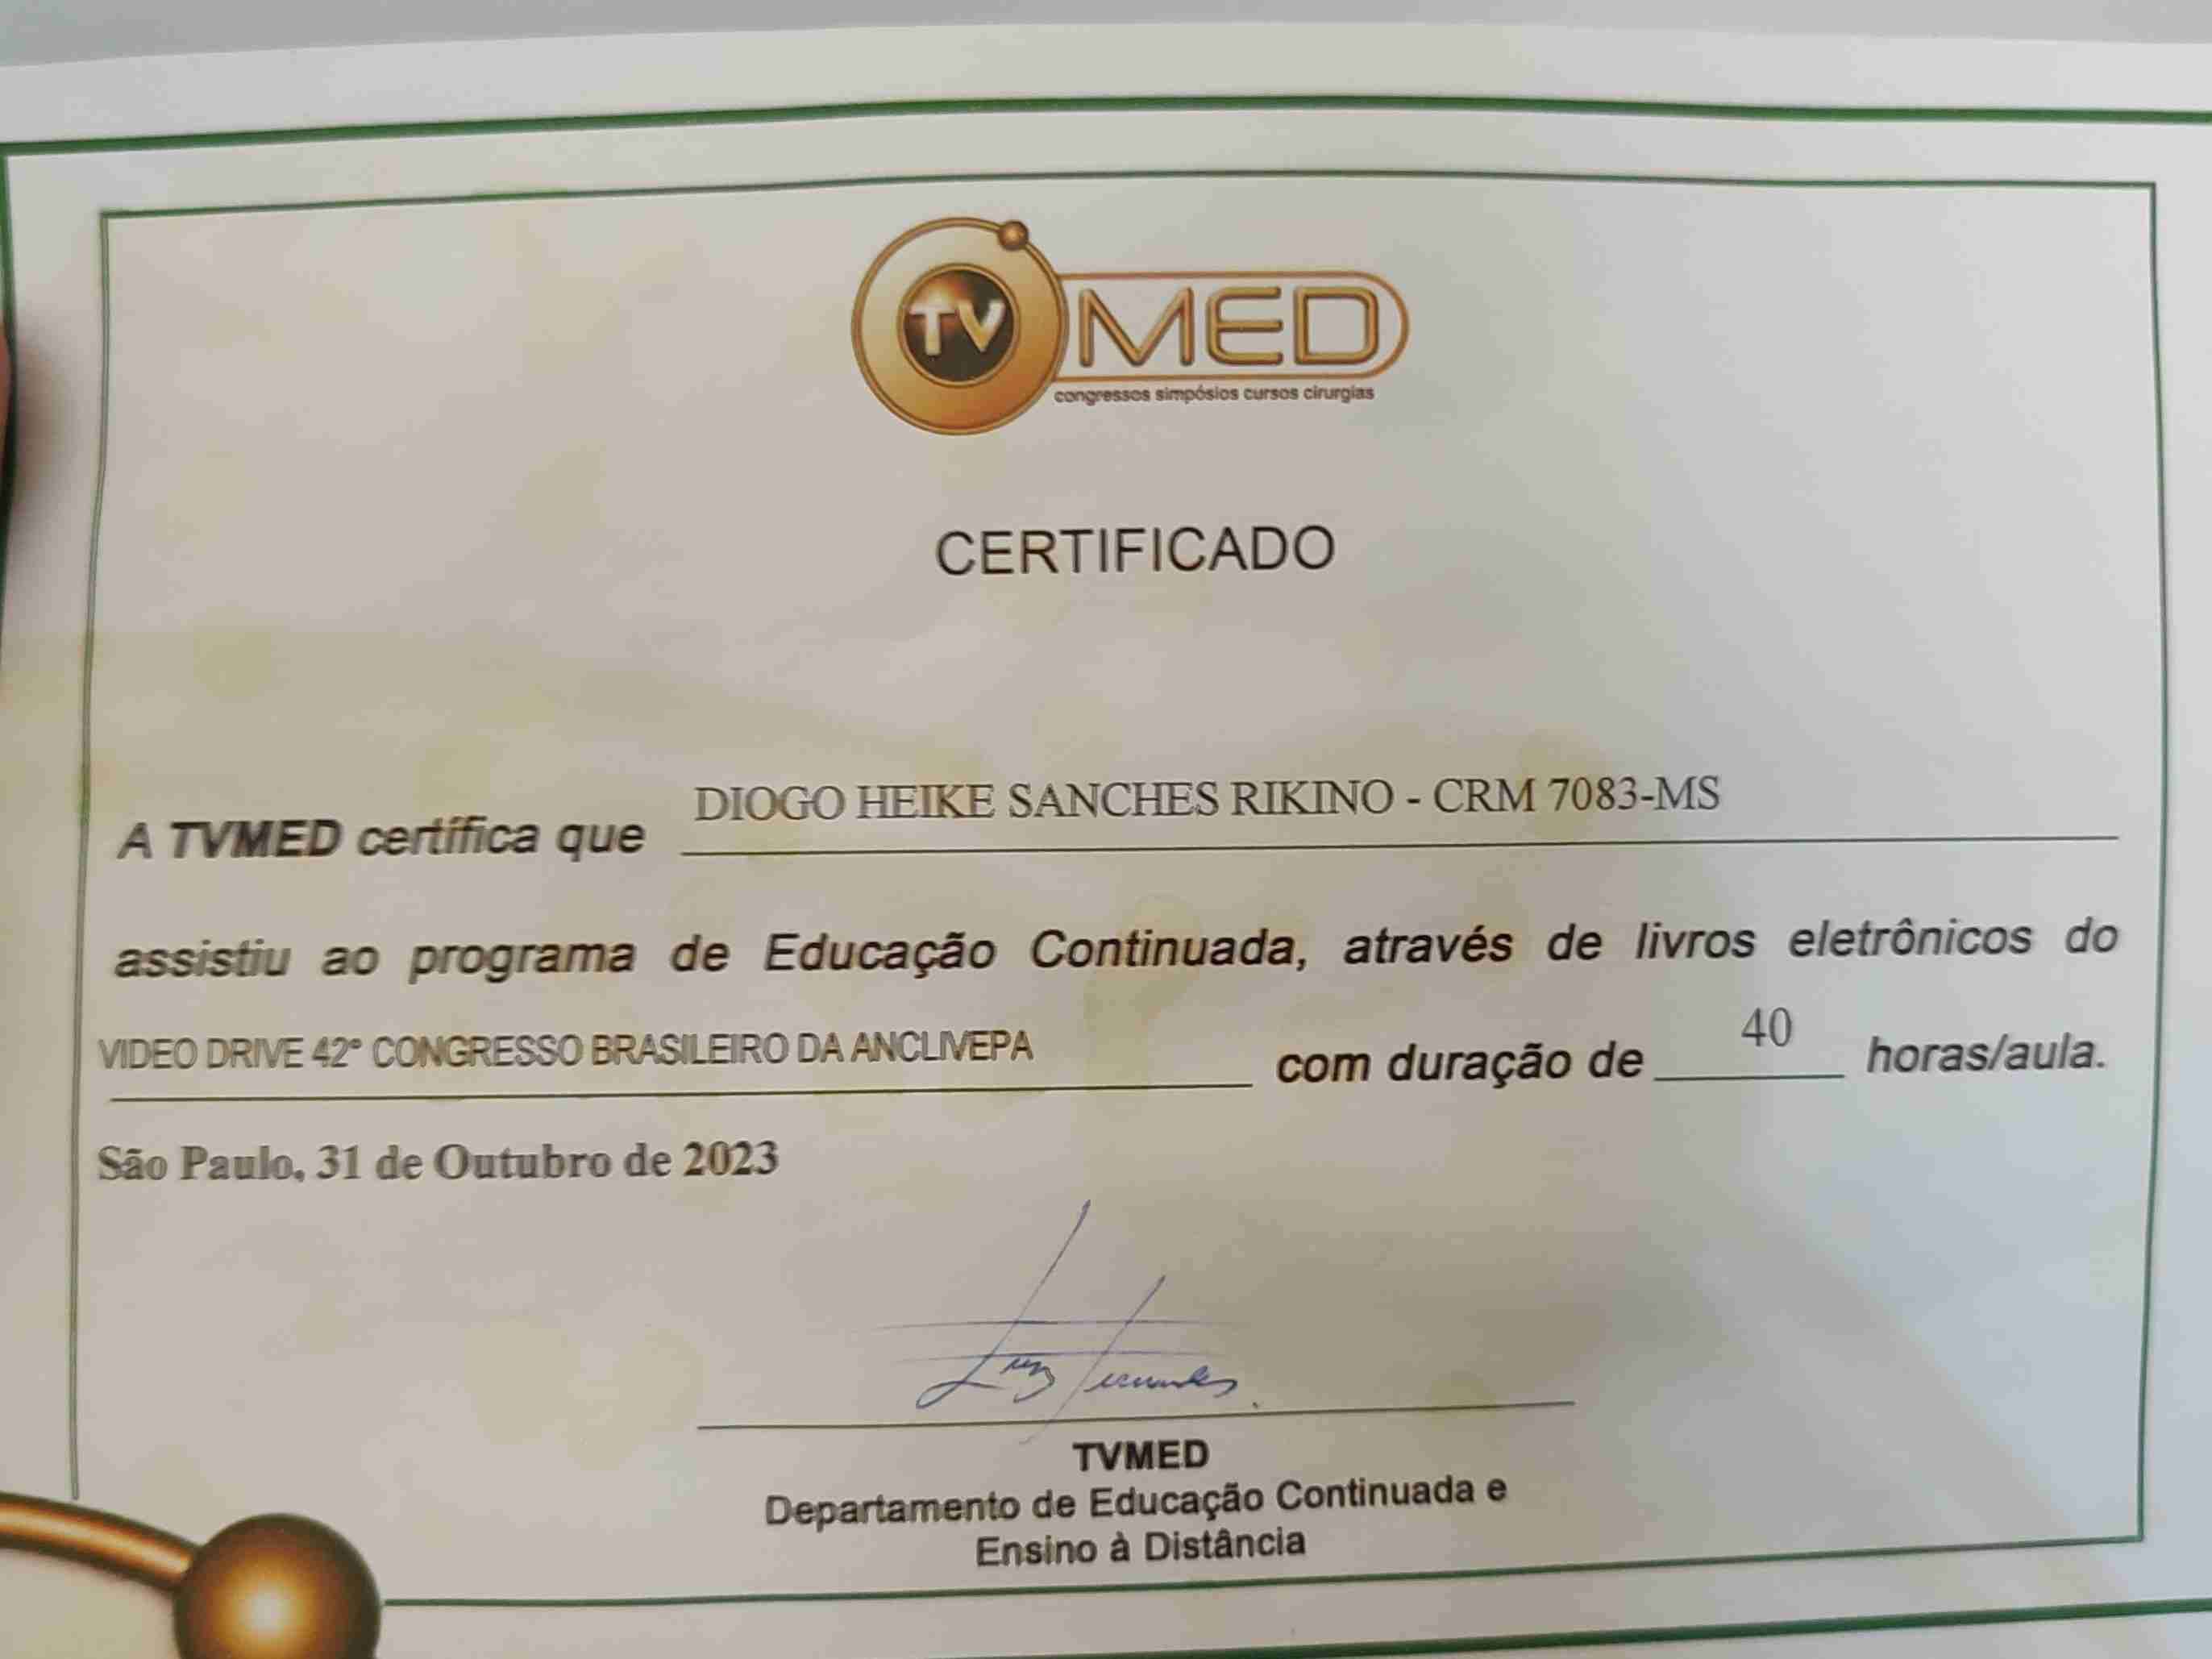 TV MED
congressos simpósios cursos cirurgias
CERTIFICADO
A TVMED certifica que DIOGO HEIKE SANCHES RIKINO - CRM 7083-MS
assistiu ao programa de Educação Continuada, através de livros eletrônicos do
VIDEO DRIVE 42° CONGRESSO BRASILEIRO DA ANCLIVEPA com duração de 40 horas/aula.
São Paulo, 31 de Outubro de 2023
TVMED
Departamento de Educação Continuada e
Ensino à Distância